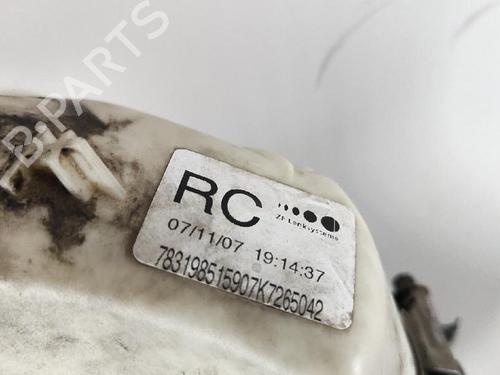 B-PARTS
RC
ZF Lenksysteme
07/11/07 19:14:37
783198515907K7265042